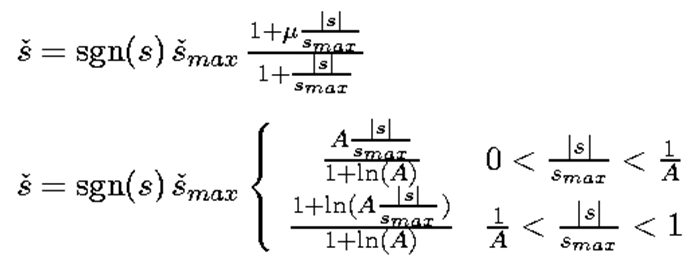 š = sgn(s) š_max (1+μ |s|/s_max) / (1+ |s|/s_max)
š = sgn(s) š_max { (A |s|/s_max) / (1+ln(A))    0 < |s|/s_max < 1/A
(1+ln(A |s|/s_max)) / (1+ln(A))    1/A < |s|/s_max < 1